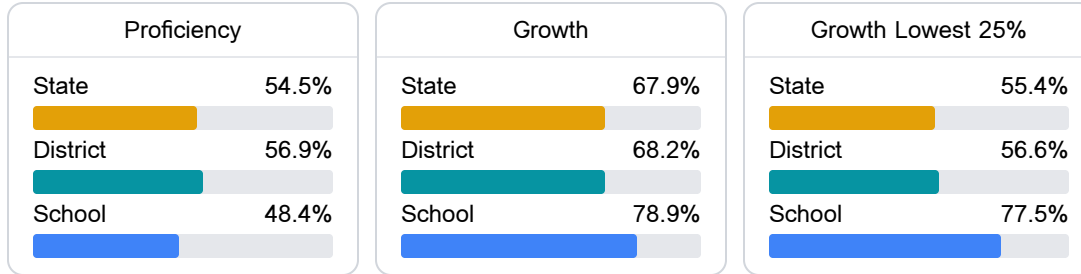 Proficiency
State 54.5%
District 56.9%
School 48.4%
Growth
State 67.9%
District 68.2%
School 78.9%
Growth Lowest 25%
State 55.4%
District 56.6%
School 77.5%